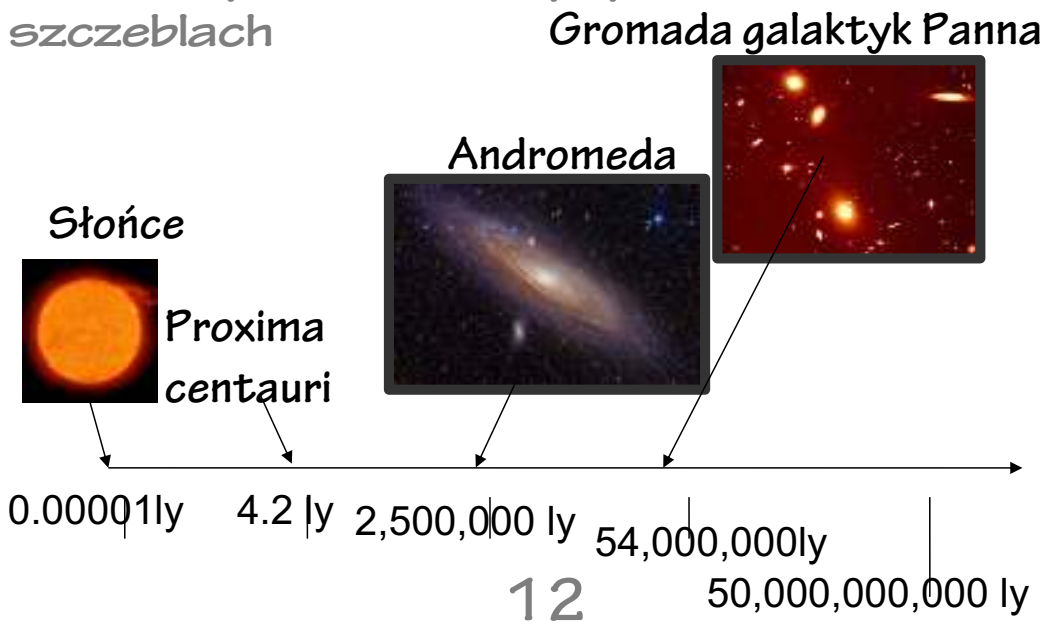 szczeblach
Gromada galaktyk Panna
Andromeda
Słońce
Proxima
centauri
0.00001ly
4.2 ly
2,500,000 ly
54,000,000ly
50,000,000,000 ly
12